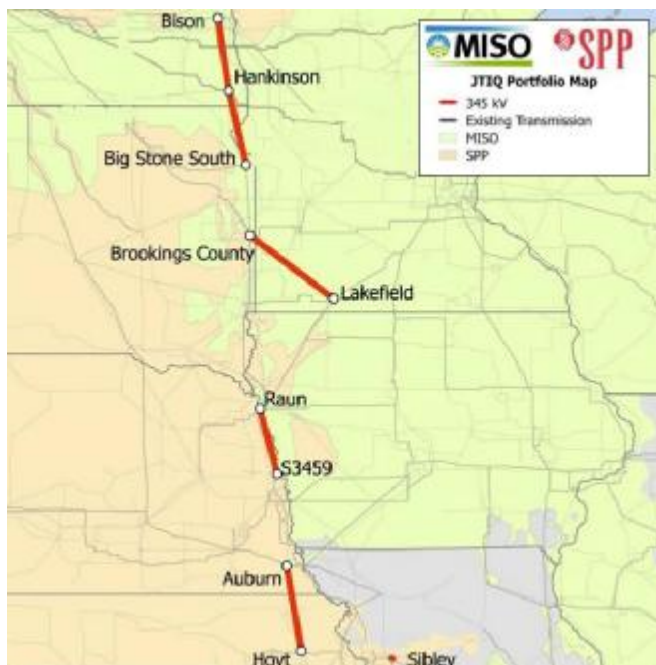 Bison
MISO SPP
JTIQ Portfolio Map
345 kV
Existing Transmission
MISO
SPP
Hankinson
Big Stone South
Brookings County
Lakefield
Raun
S3459
Auburn
Hoyt
Sibley